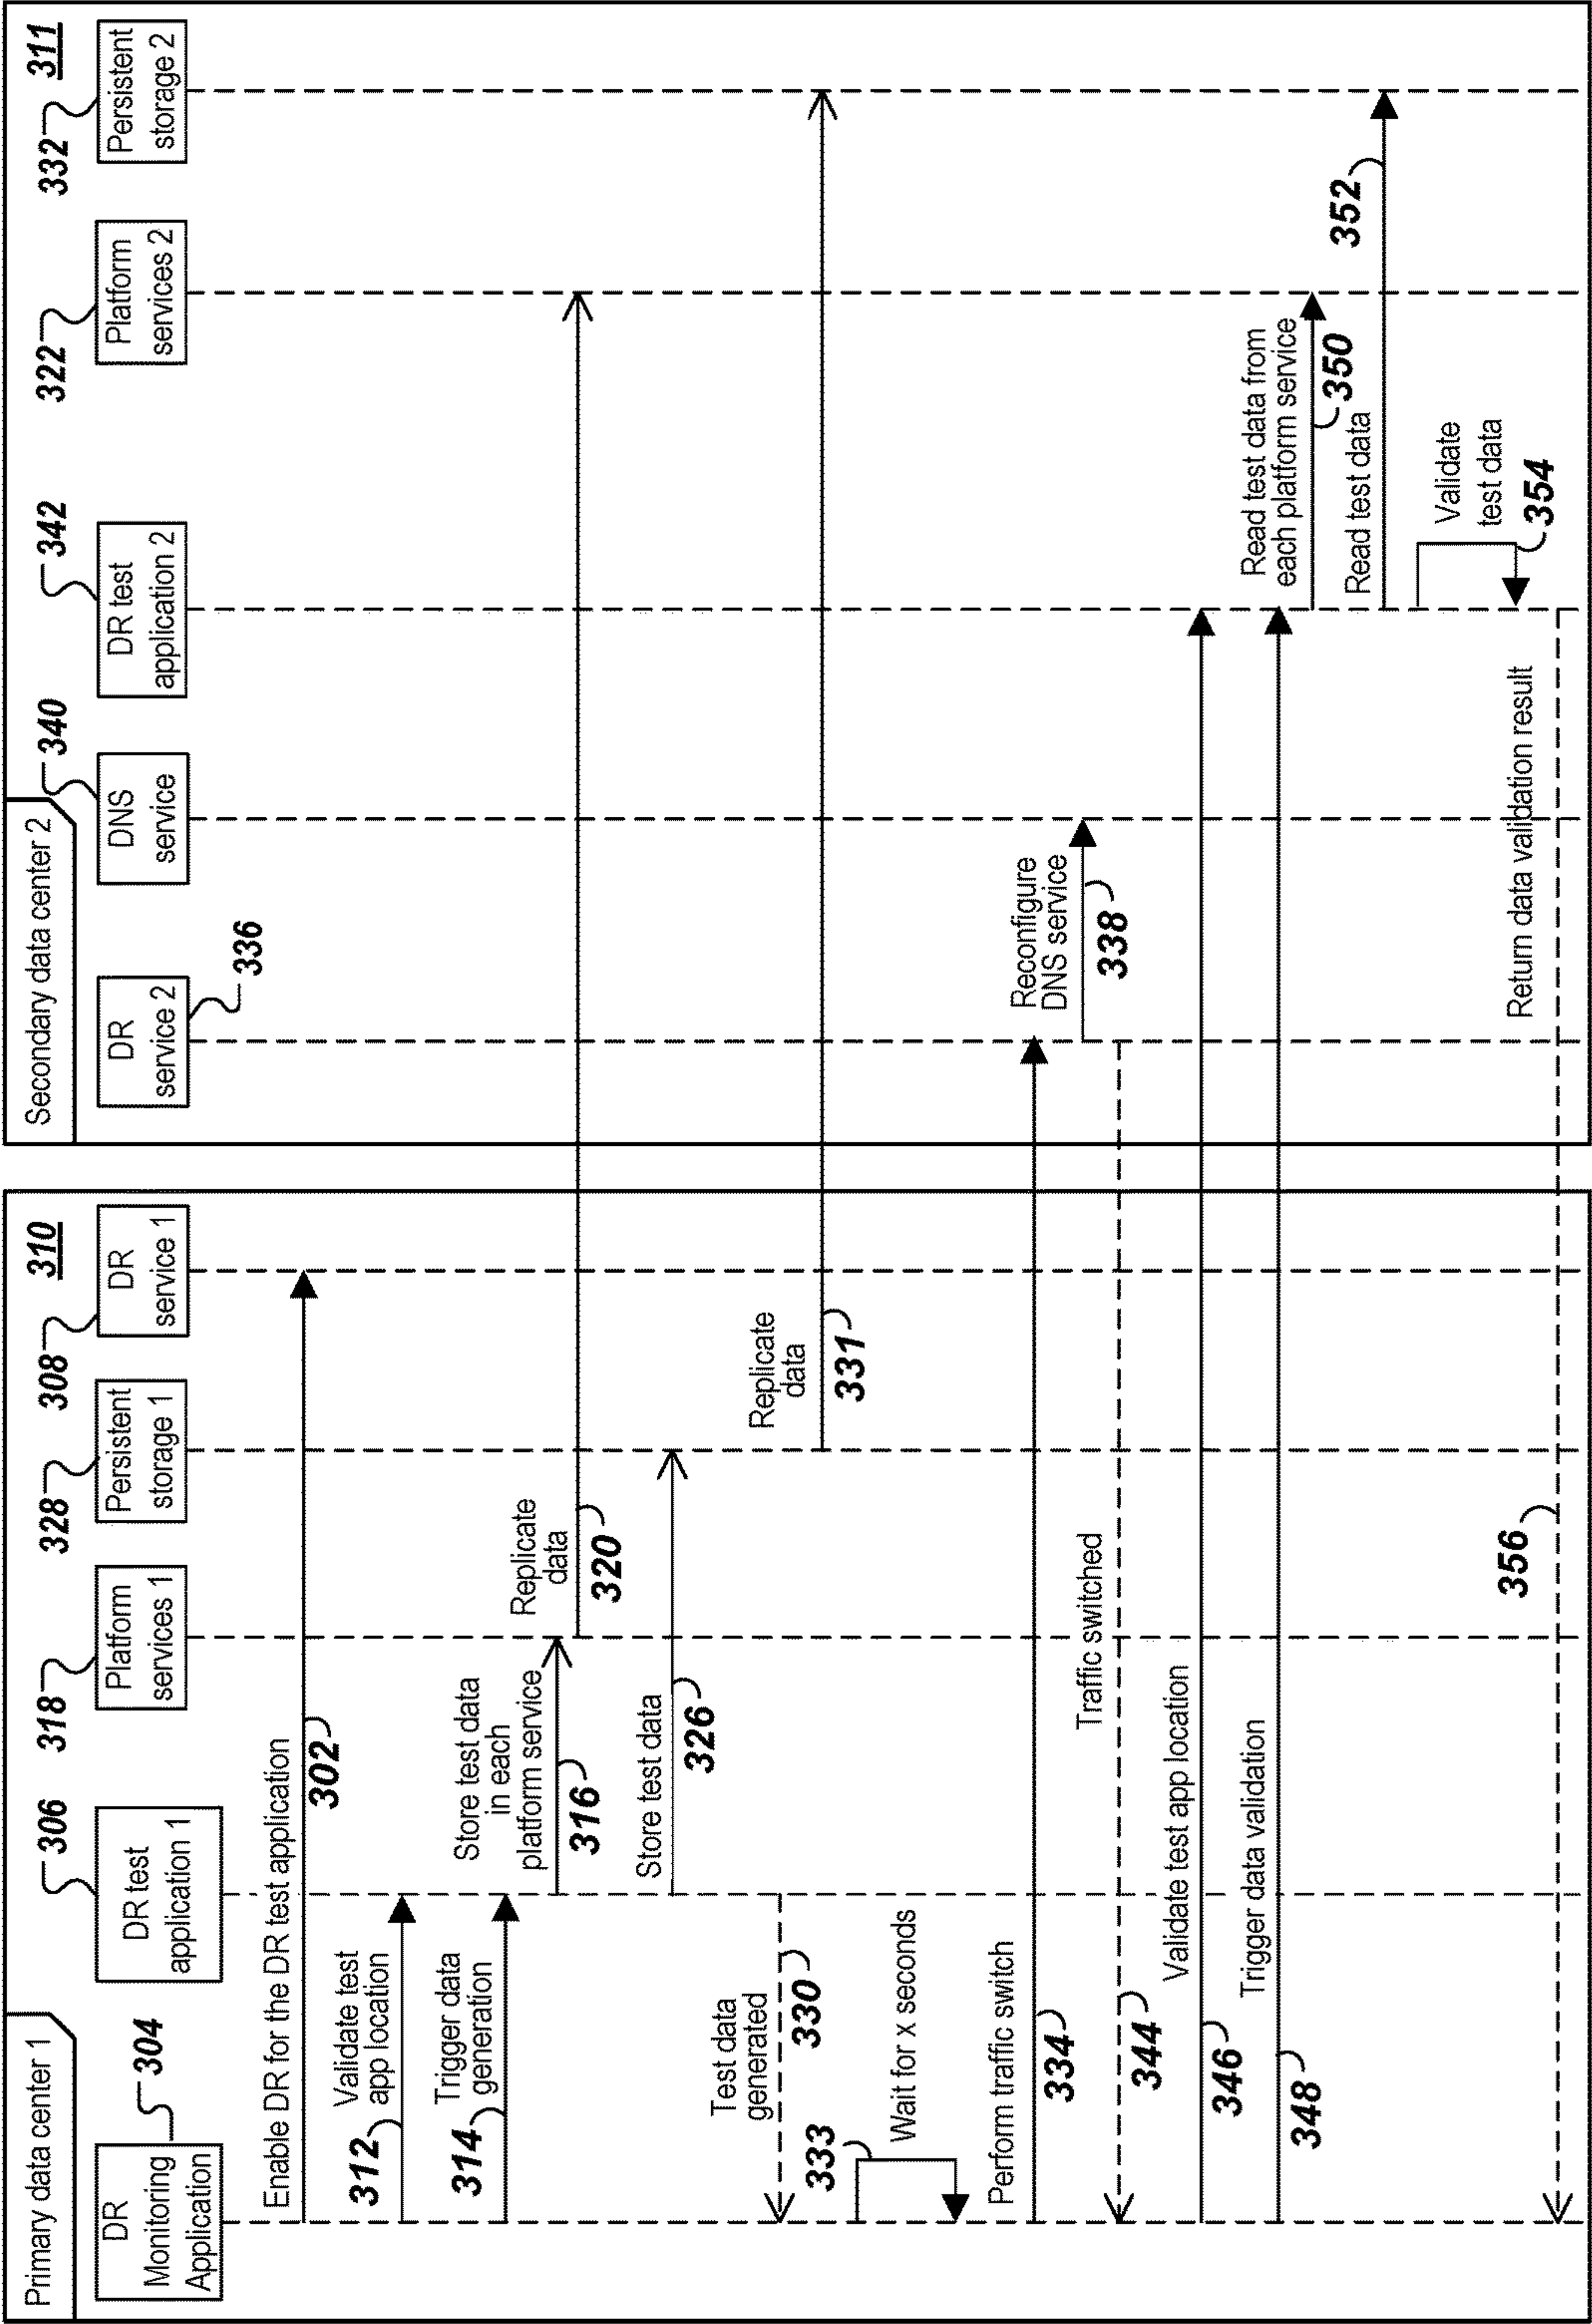 Primary data center 1
310
304
DR
Monitoring
Application
306
DR test
application 1
318
Platform
services 1
328
Persistent
storage 1
308
DR
service 1
Secondary data center 2
311
336
DR
service 2
340
DNS
service
342
DR test
application 2
322
Platform
services 2
332
Persistent
storage 2
Enable DR for the DR test application
302
Validate test
app location
312
Trigger data
generation
314
Store test data
in each
platform service
316
Replicate
data
320
Store test data
326
Test data
generated
330
Replicate
data
331
333
Wait for x seconds
Perform traffic switch
334
Reconfigure
DNS service
338
Traffic switched
344
Validate test app location
346
Trigger data validation
348
Read test data from
each platform service
350
Read test data
352
Validate
test data
354
Return data validation result
356